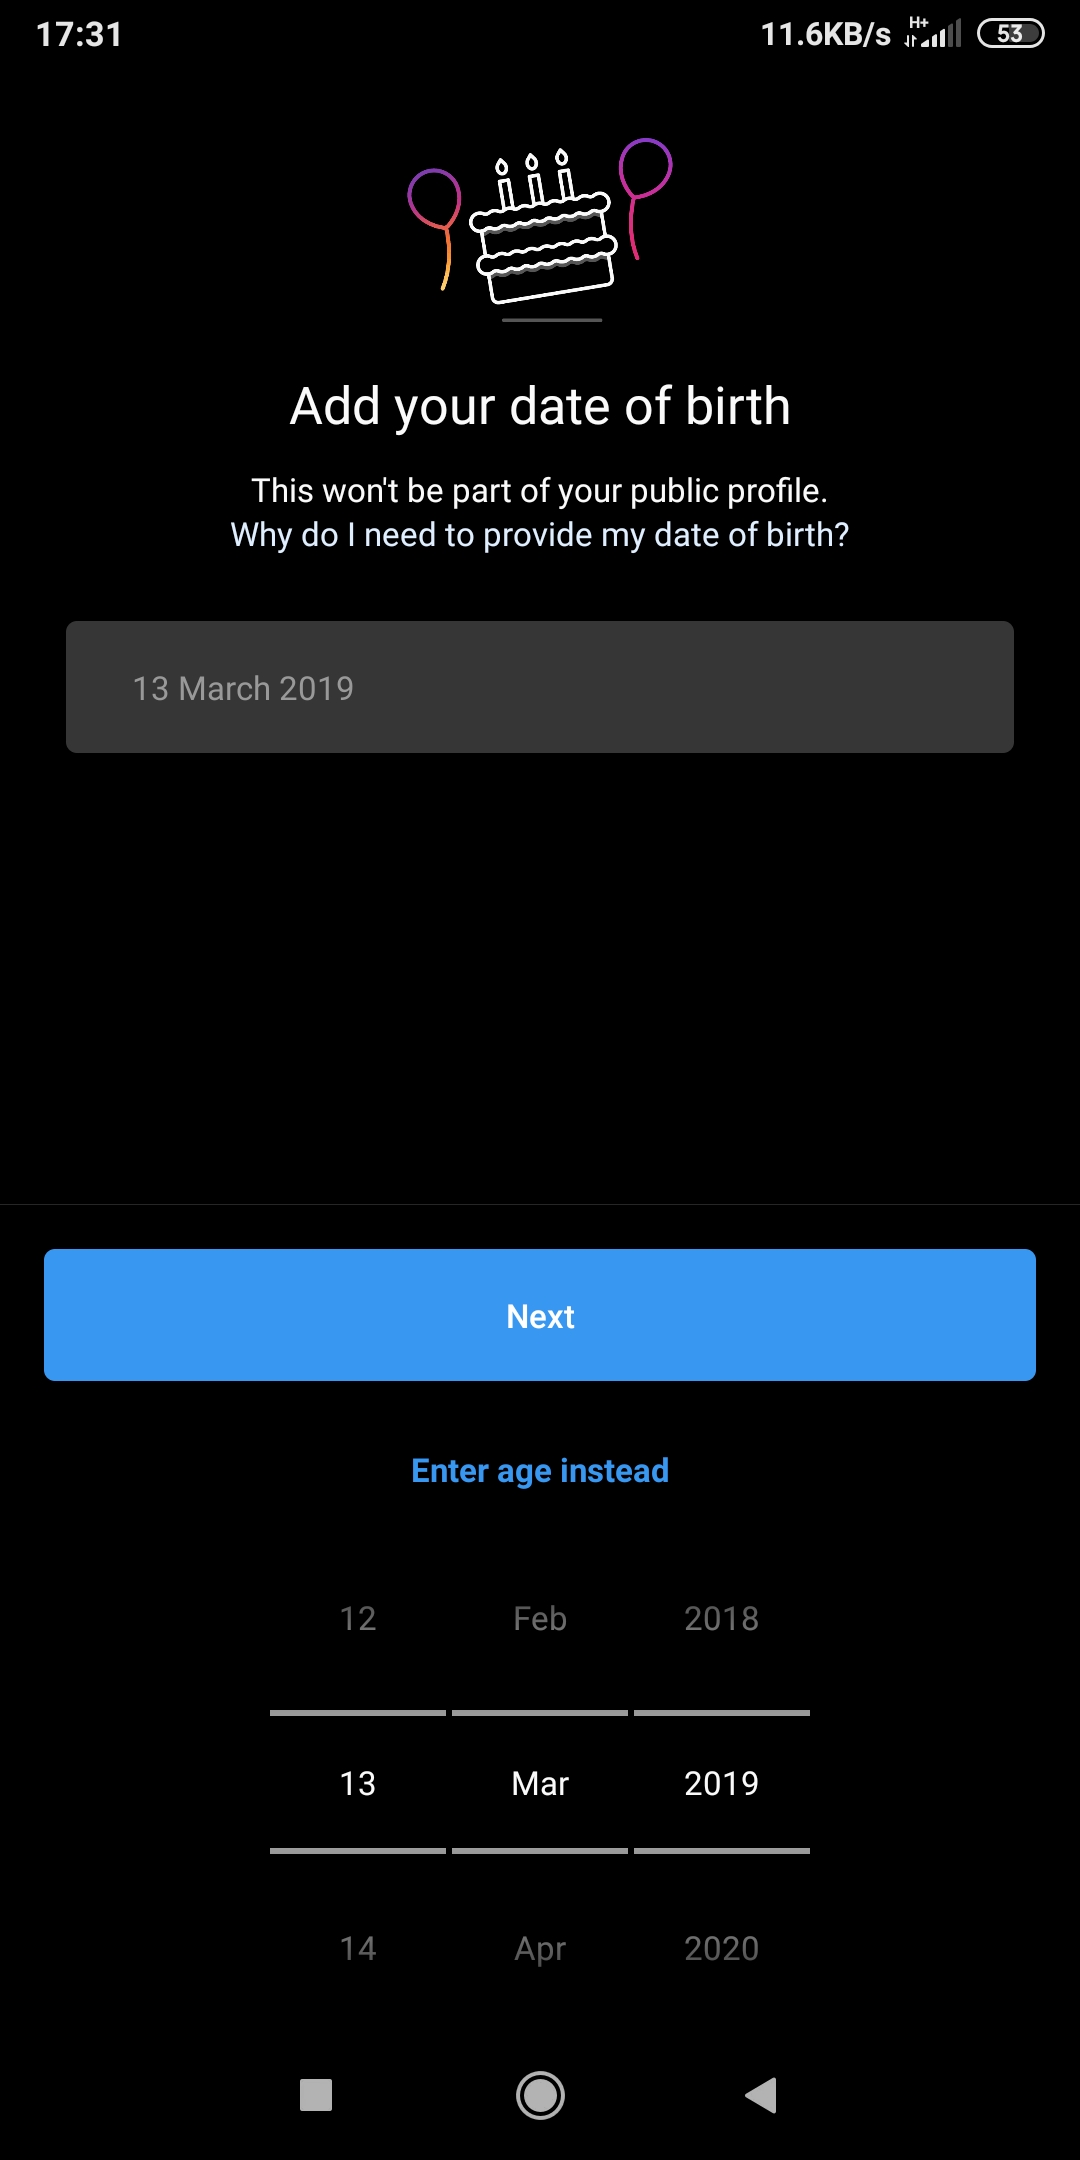 17:31
11.6KB/s H+ 53
Add your date of birth
This won't be part of your public profile.
Why do I need to provide my date of birth?
13 March 2019
Next
Enter age instead
12 Feb 2018
13 Mar 2019
14 Apr 2020